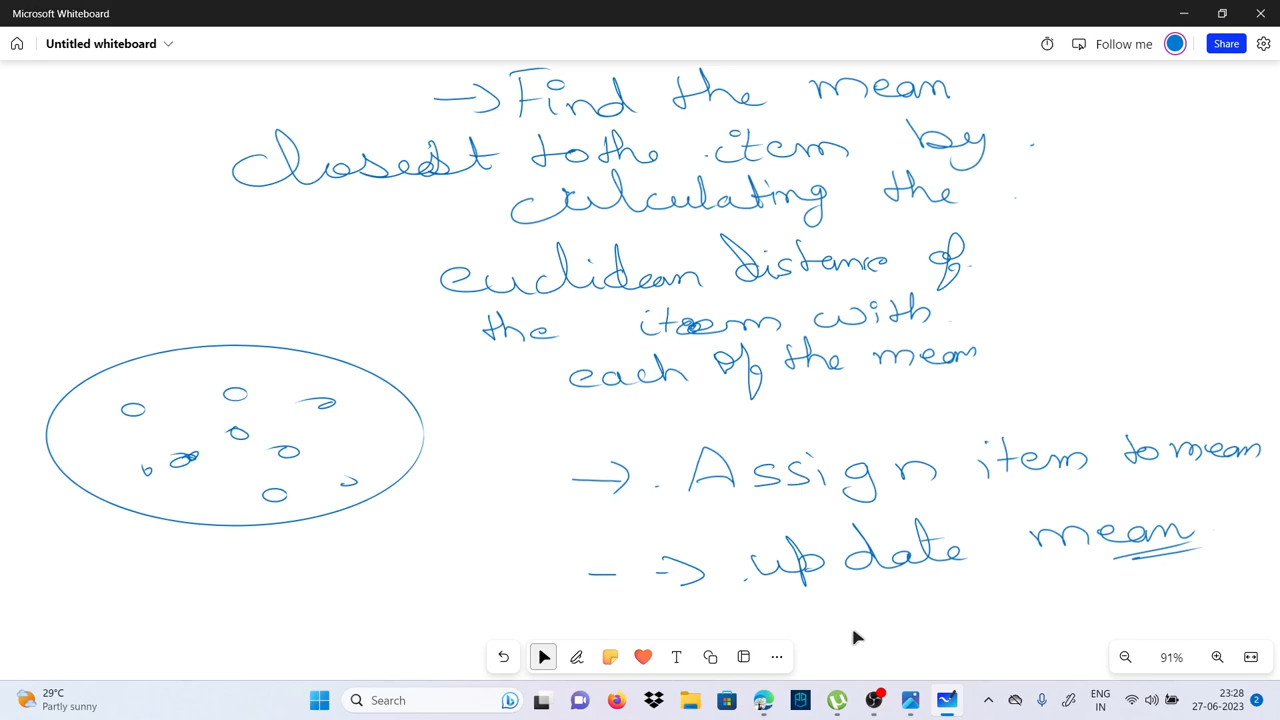 Microsoft Whiteboard
Untitled whiteboard
Follow me
Share
→ Find the mean
closest to the item by
calculating the
euclidean distance of
the item with
each of the mean
→ Assign item to mean
→ update mean
91%
29°C
Partly sunny
Search
ENG
IN
23:28
27-06-2023
2